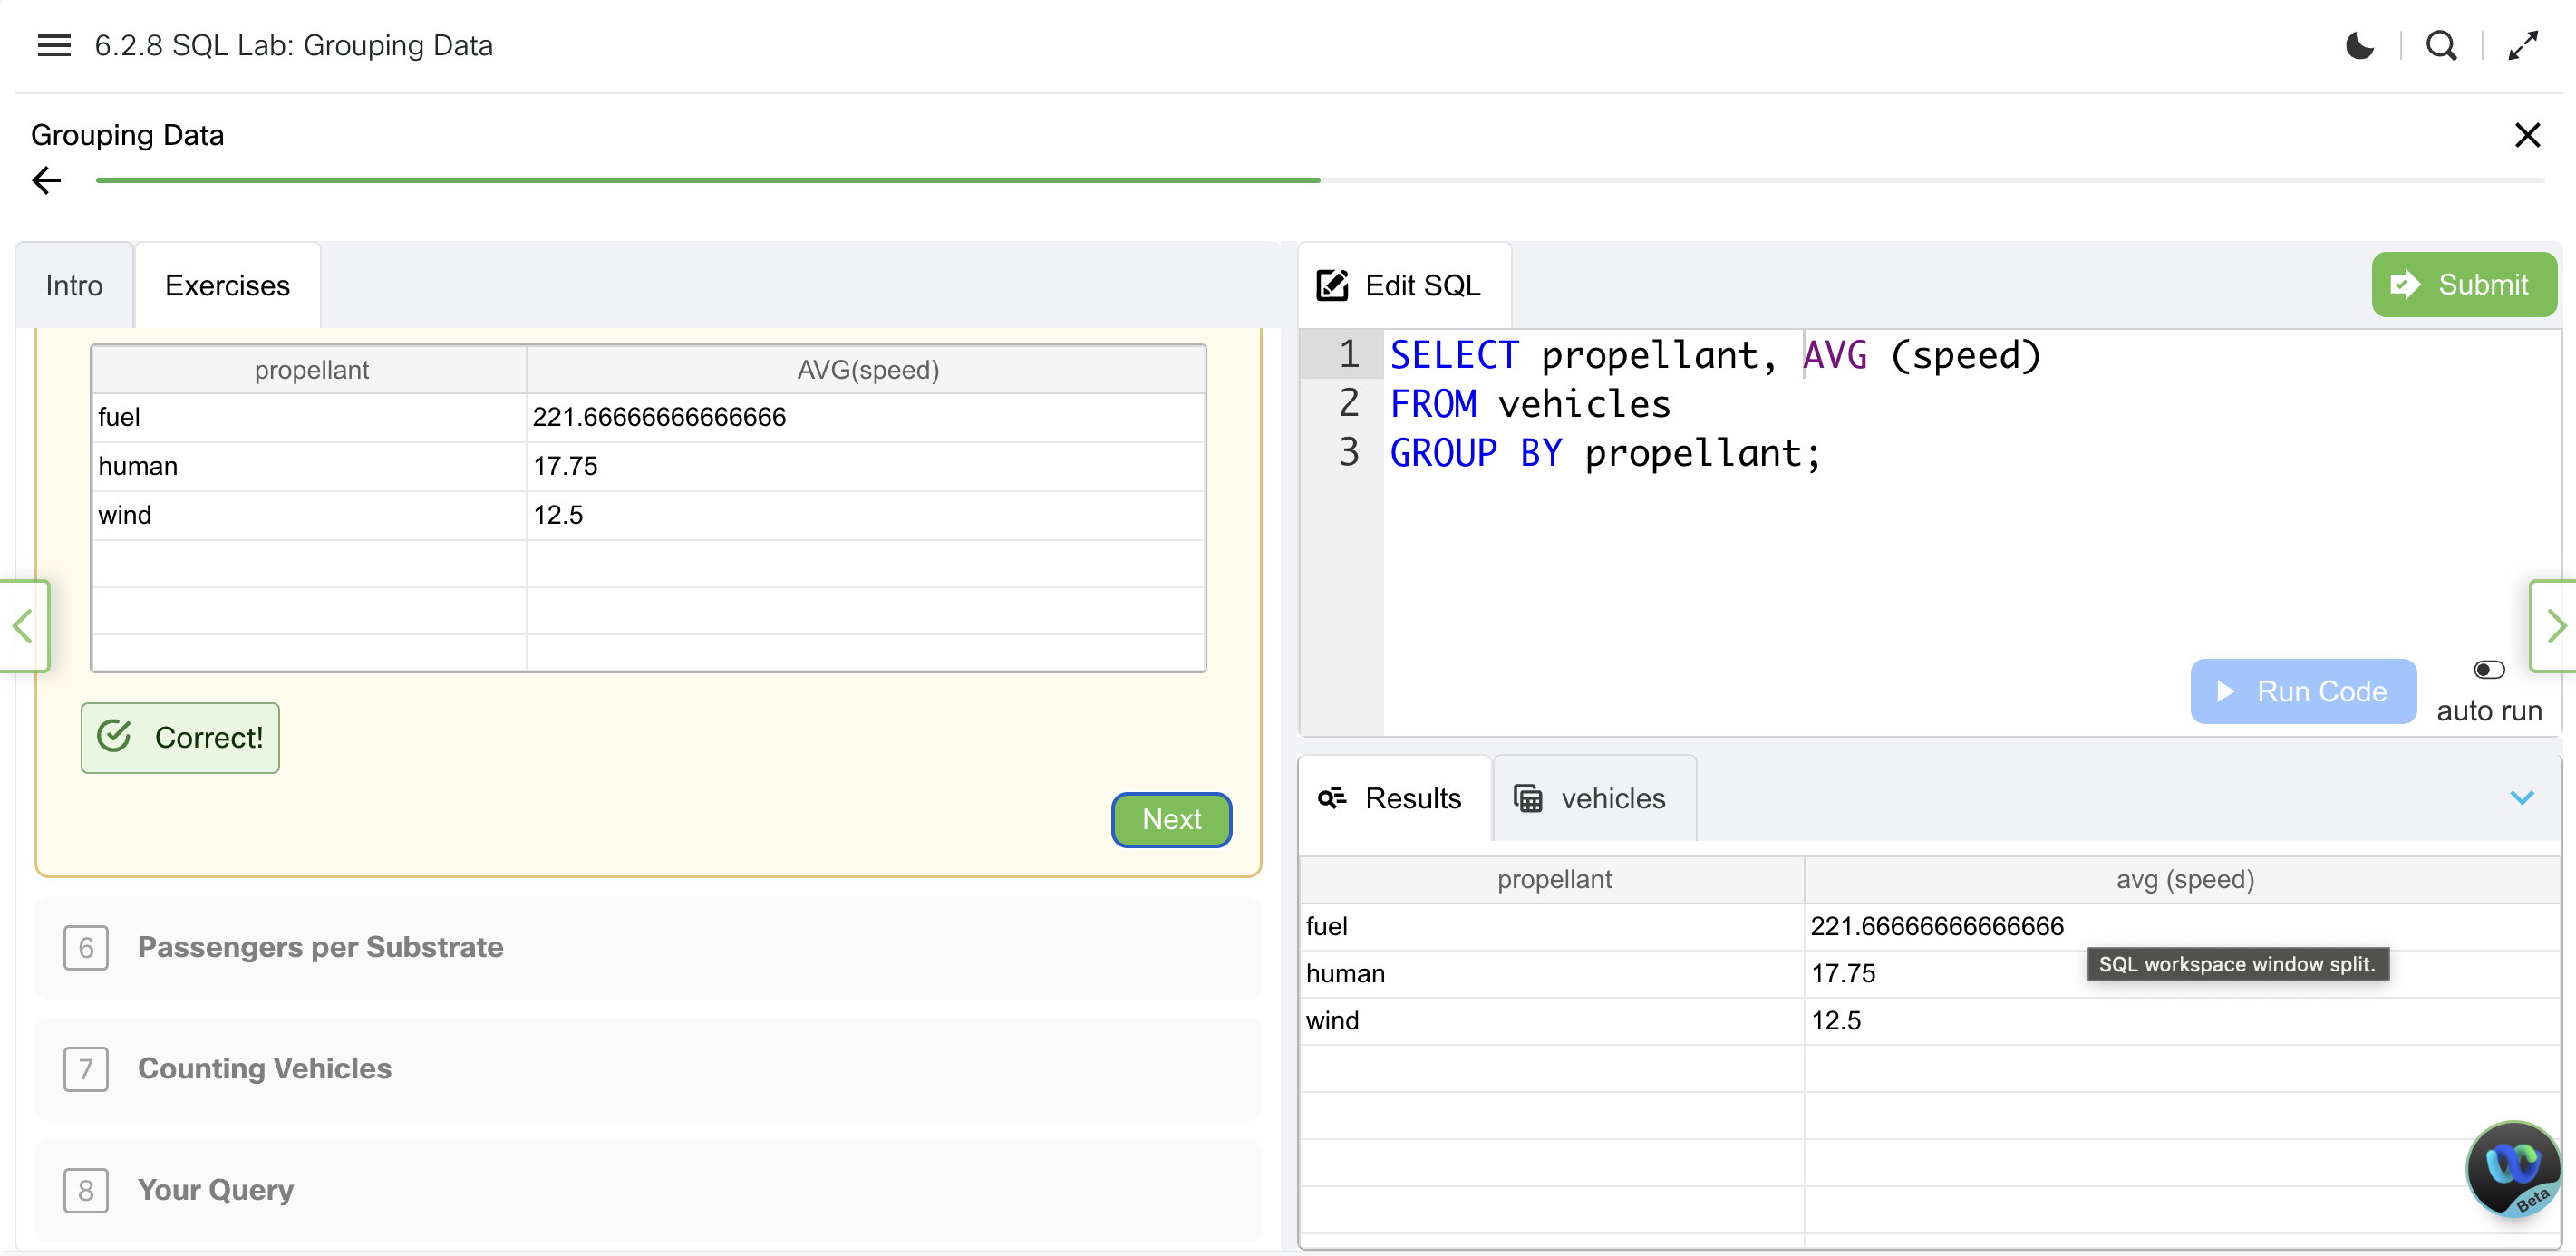 6.2.8 SQL Lab: Grouping Data
Grouping Data
Intro
Exercises
propellant AVG(speed)
fuel 221.66666666666666
human 17.75
wind 12.5
Correct!
Next
6 Passengers per Substrate
7 Counting Vehicles
8 Your Query
Edit SQL
Submit
1 SELECT propellant, AVG (speed)
2 FROM vehicles
3 GROUP BY propellant;
Run Code
auto run
Results
vehicles
propellant avg (speed)
fuel 221.66666666666666
human 17.75
SQL workspace window split.
wind 12.5
Beta